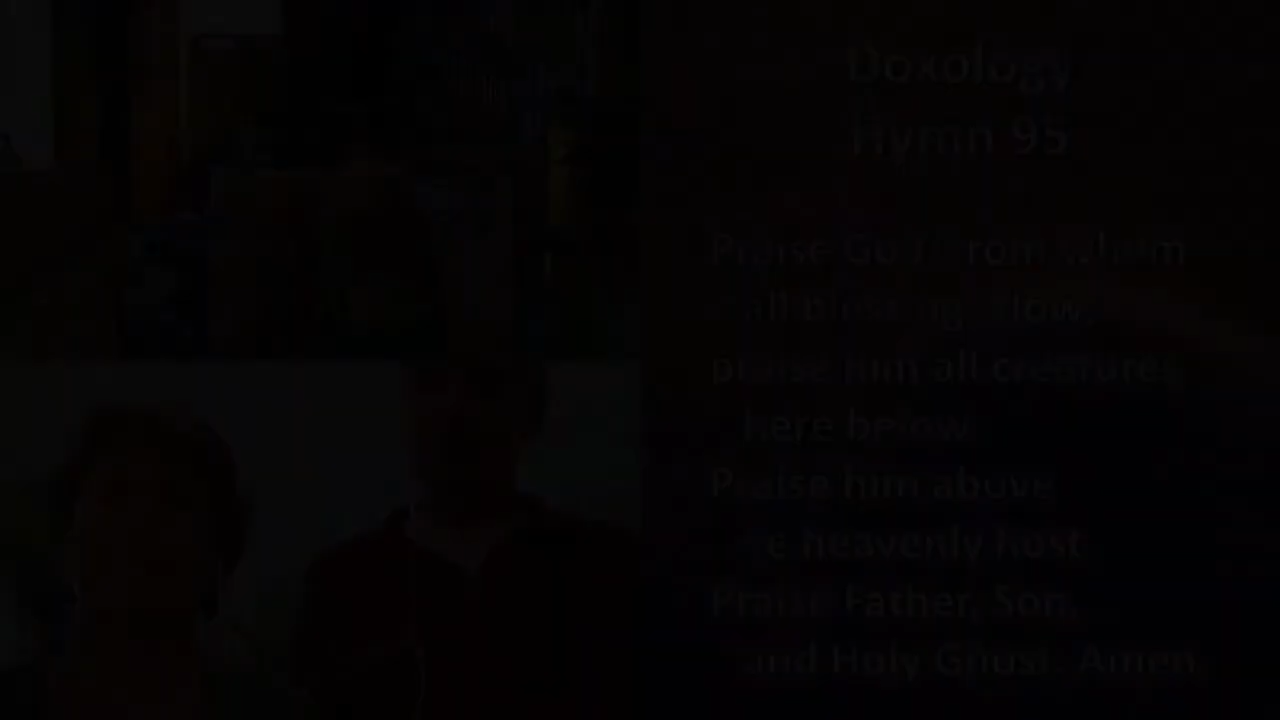 Doxology
Hymn 95
Praise God, from whom
all blessings flow
praise him all creatures
here below
Praise him above
ye heavenly host
Praise Father, Son,
and Holy Ghost. Amen